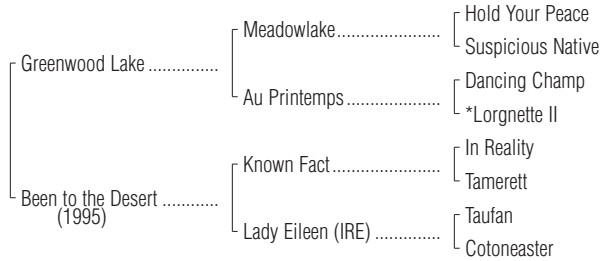 Hold Your Peace
Meadowlake....................
Suspicious Native
Greenwood Lake ..............
Dancing Champ
Au Printemps..................
*Lorgnette II
In Reality
Known Fact.....................
Tamerett
Been to the Desert ...........
(1995)
Taufan
Lady Eileen (IRE) .............
Cotoneaster